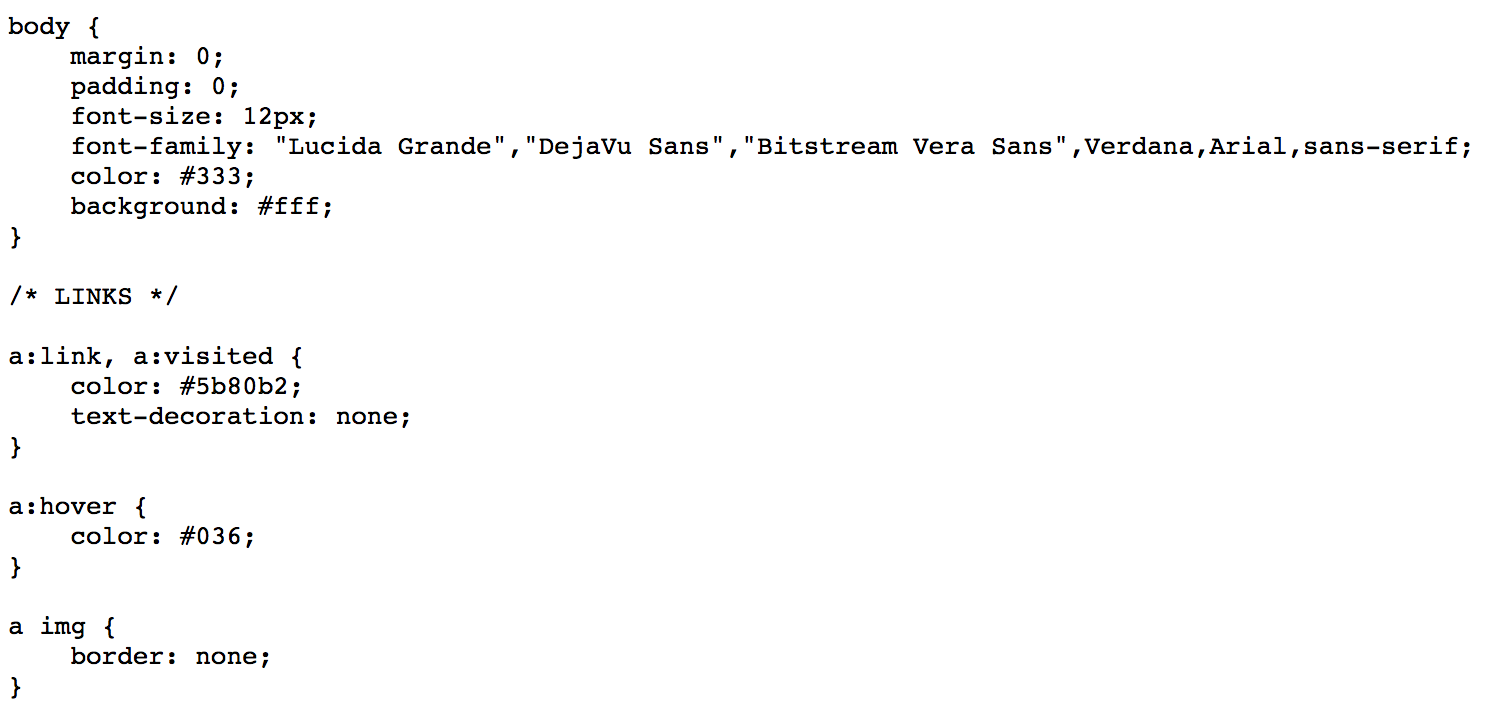 body {
    margin: 0;
    padding: 0;
    font-size: 12px;
    font-family: "Lucida Grande","DejaVu Sans","Bitstream Vera Sans",Verdana,Arial,sans-serif;
    color: #333;
    background: #fff;
}

/* LINKS */

a:link, a:visited {
    color: #5b80b2;
    text-decoration: none;
}

a:hover {
    color: #036;
}

a img {
    border: none;
}